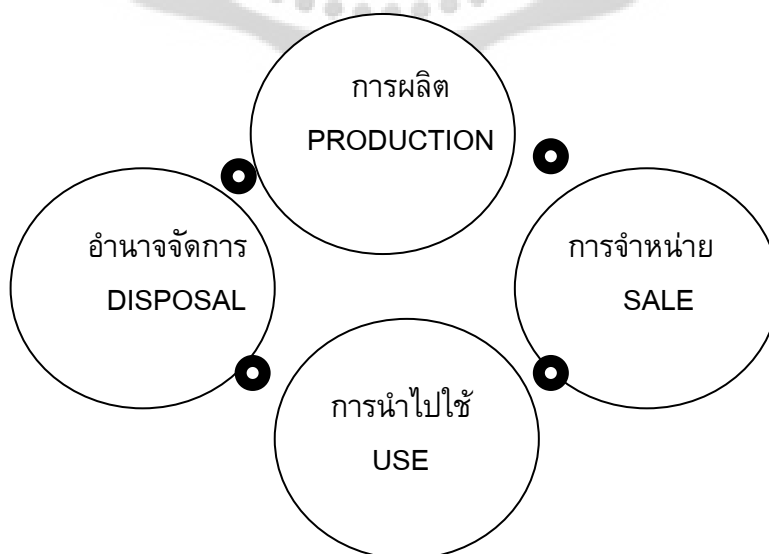 การผลิต
PRODUCTION
อำนาจจัดการ
DISPOSAL
การจำหน่าย
SALE
การนำไปใช้
USE